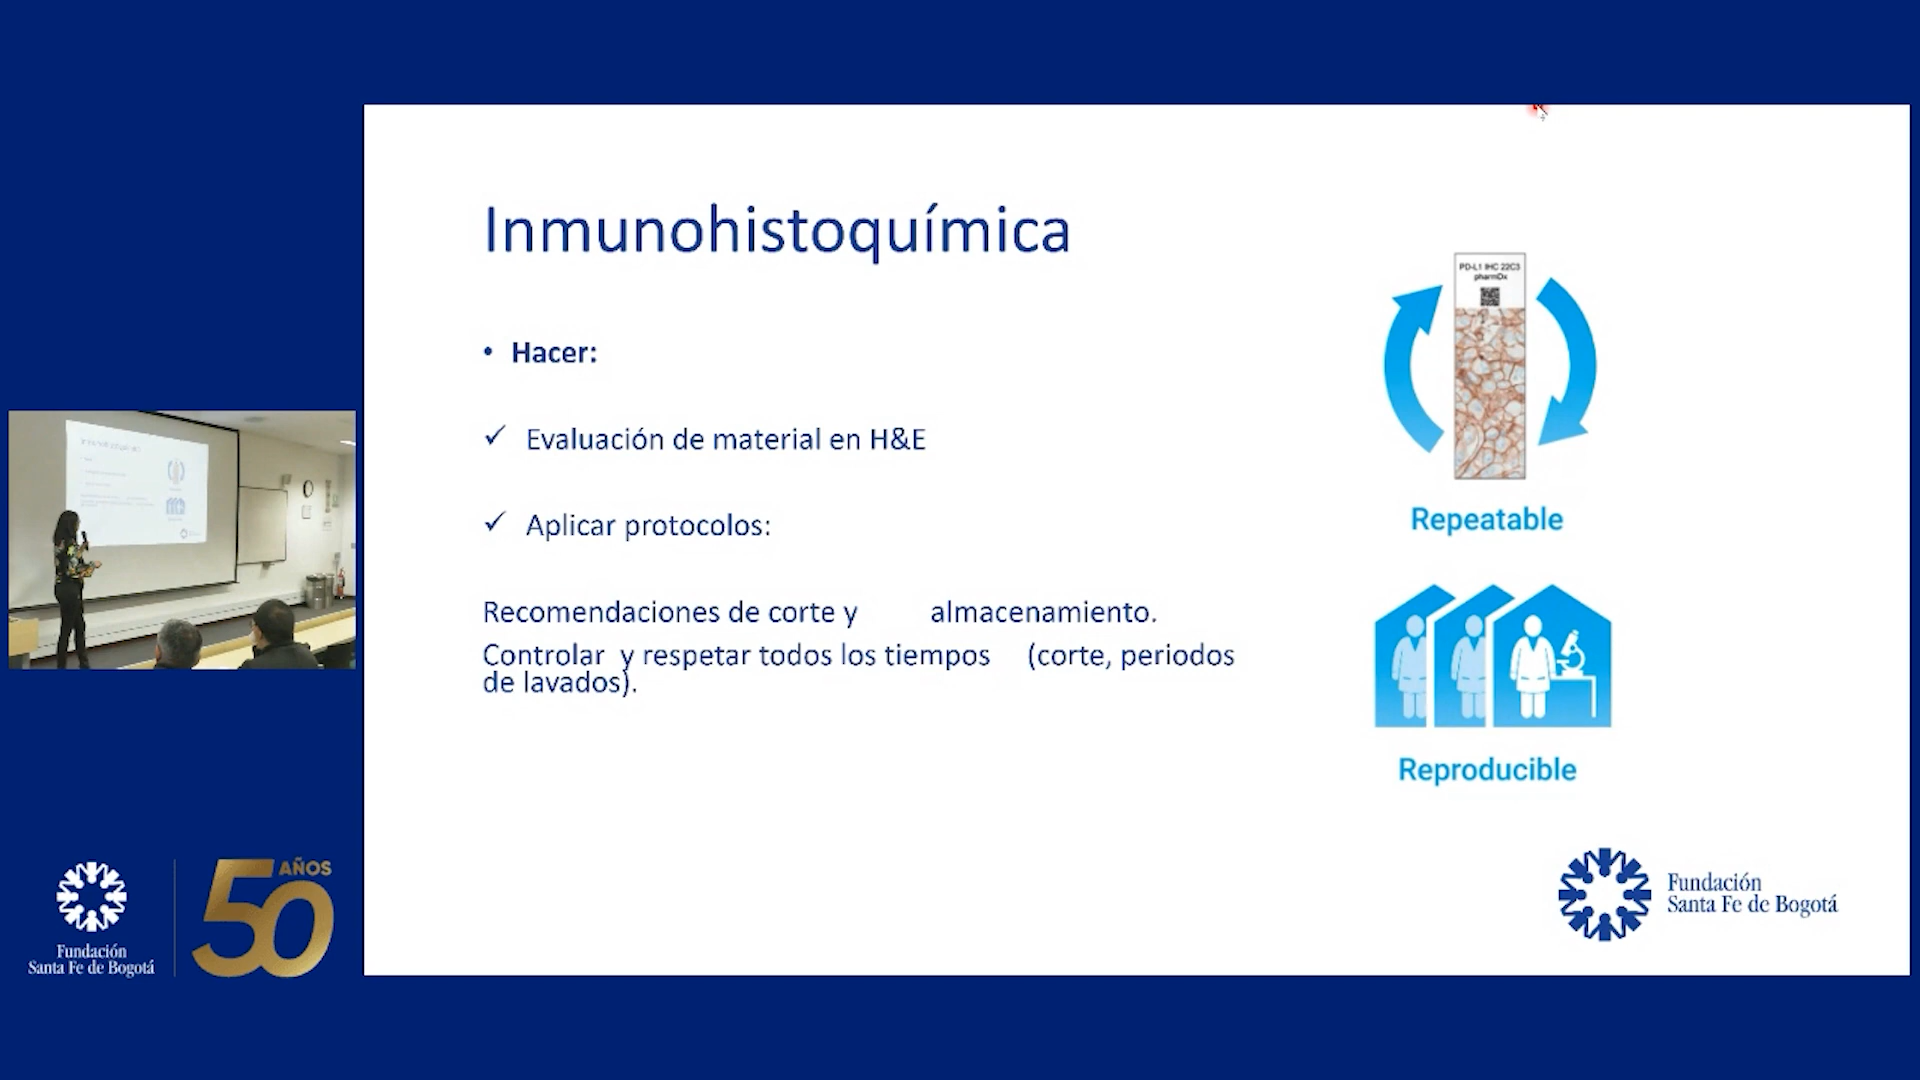 Inmunohistoquímica
• Hacer:
✓ Evaluación de material en H&E
✓ Aplicar protocolos:
Recomendaciones de corte y almacenamiento.
Controlar y respetar todos los tiempos (corte, periodos
de lavados).
PD-L1 IHC 22C3
pharmDx
Repeatable
Reproducible
Fundación
Santa Fe de Bogotá
Fundación
Santa Fe de Bogotá
50 AÑOS